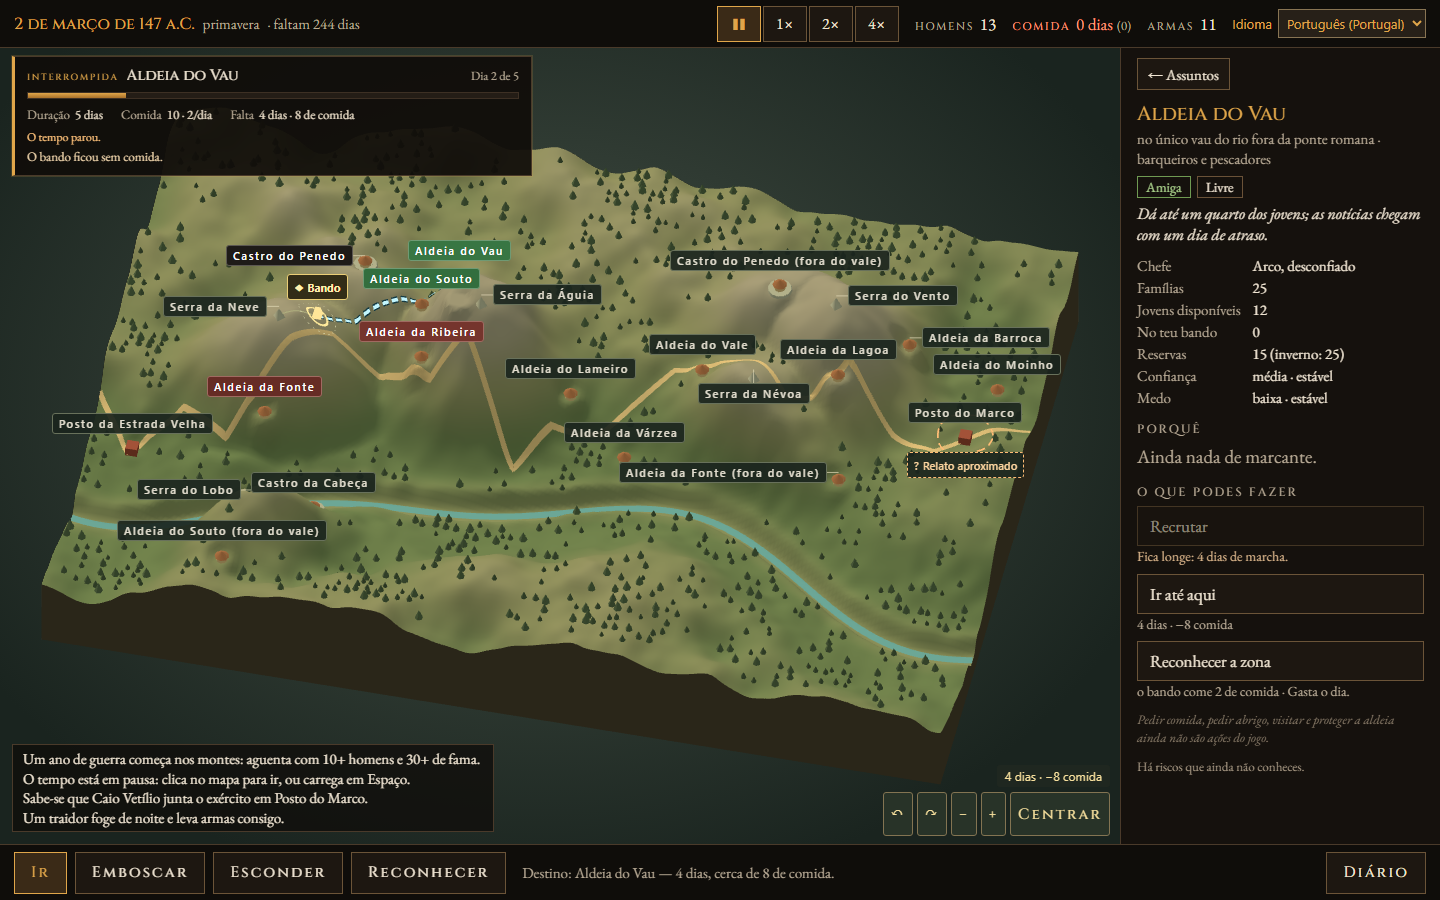 2 DE MARÇO DE 147 A.C. primavera · faltam 244 dias
1× 2× 4×
HOMENS 13 COMIDA 0 dias (0) ARMAS 11 Idioma Português (Portugal)
INTERROMPIDA ALDEIA DO VAU Dia 2 de 5
Duração 5 dias Comida 10 · 2/dia Falta 4 dias · 8 de comida
O tempo parou.
O bando ficou sem comida.
Castro do Penedo
Aldeia do Vau
Aldeia do Souto
Bando
Serra da Neve
Serra da Águia
Aldeia da Ribeira
Castro do Penedo (fora do vale)
Serra do Vento
Aldeia do Vale
Aldeia da Lagoa
Aldeia da Barroca
Aldeia do Moinho
Aldeia do Lameiro
Serra da Névoa
Aldeia da Fonte
Posto do Marco
Posto da Estrada Velha
Aldeia da Várzea
? Relato aproximado
Aldeia da Fonte (fora do vale)
Serra do Lobo
Castro da Cabeça
Aldeia do Souto (fora do vale)
Um ano de guerra começa nos montes: aguenta com 10+ homens e 30+ de fama.
O tempo está em pausa: clica no mapa para ir, ou carrega em Espaço.
Sabe-se que Caio Vetílio junta o exército em Posto do Marco.
Um traidor foge de noite e leva armas consigo.
4 dias · −8 comida
↶ ↷ − + CENTRAR
← Assuntos
ALDEIA DO VAU
no único vau do rio fora da ponte romana ·
barqueiros e pescadores
Amiga Livre
Dá até um quarto dos jovens; as notícias chegam
com um dia de atraso.
Chefe Arco, desconfiado
Famílias 25
Jovens disponíveis 12
No teu bando 0
Reservas 15 (inverno: 25)
Confiança média · estável
Medo baixa · estável
PORQUÊ
Ainda nada de marcante.
O QUE PODES FAZER
Recrutar
Fica longe: 4 dias de marcha.
Ir até aqui
4 dias · −8 comida
Reconhecer a zona
o bando come 2 de comida · Gasta o dia.
Pedir comida, pedir abrigo, visitar e proteger a aldeia
ainda não são ações do jogo.
Há riscos que ainda não conheces.
IR EMBOSCAR ESCONDER RECONHECER Destino: Aldeia do Vau — 4 dias, cerca de 8 de comida. DIÁRIO